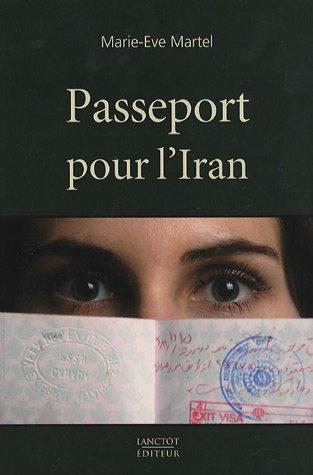 Marie-Eve Martel
Passeport
pour l'Iran
EXIT VISA
LANCTÔT
ÉDITEUR